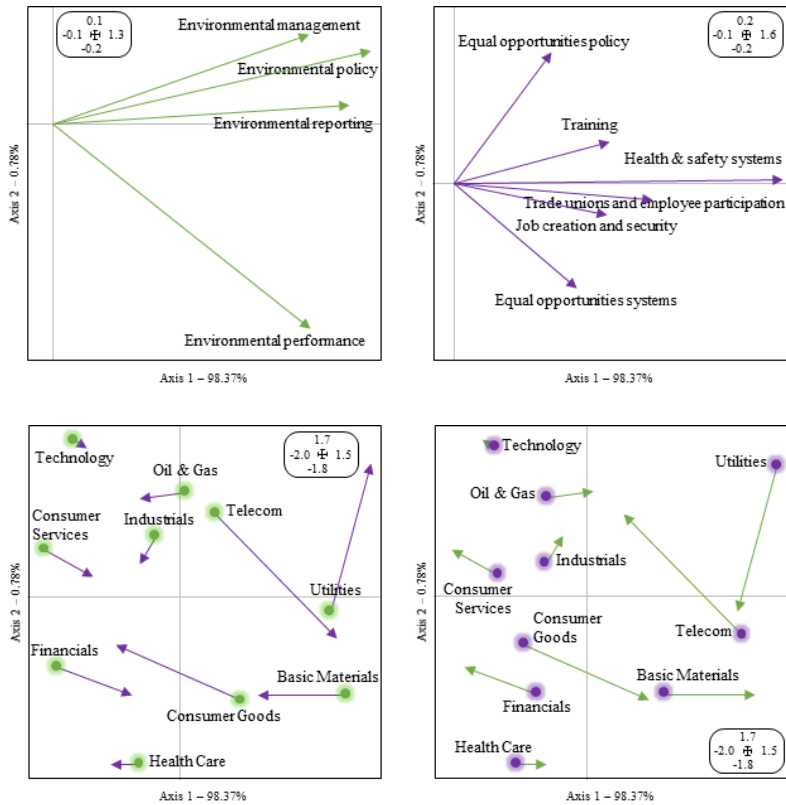 0.1
-0.1 ✠ 1.3
-0.2
Environmental management
Environmental policy
Environmental reporting
Environmental performance
Axis 2 – 0.78%
Axis 1 – 98.37%
0.2
-0.1 ✠ 1.6
-0.2
Equal opportunities policy
Training
Health & safety systems
Trade unions and employee participation
Job creation and security
Equal opportunities systems
Axis 2 – 0.78%
Axis 1 – 98.37%
1.7
-2.0 ✠ 1.5
-1.8
Technology
Oil & Gas
Consumer
Services
Industrials
Telecom
Utilities
Financials
Basic Materials
Consumer Goods
Health Care
Axis 2 – 0.78%
Axis 1 – 98.37%
Technology
Utilities
Oil & Gas
Industrials
Consumer
Services
Consumer
Goods
Telecom
Basic Materials
Financials
Health Care
1.7
-2.0 ✠ 1.5
-1.8
Axis 2 – 0.78%
Axis 1 – 98.37%